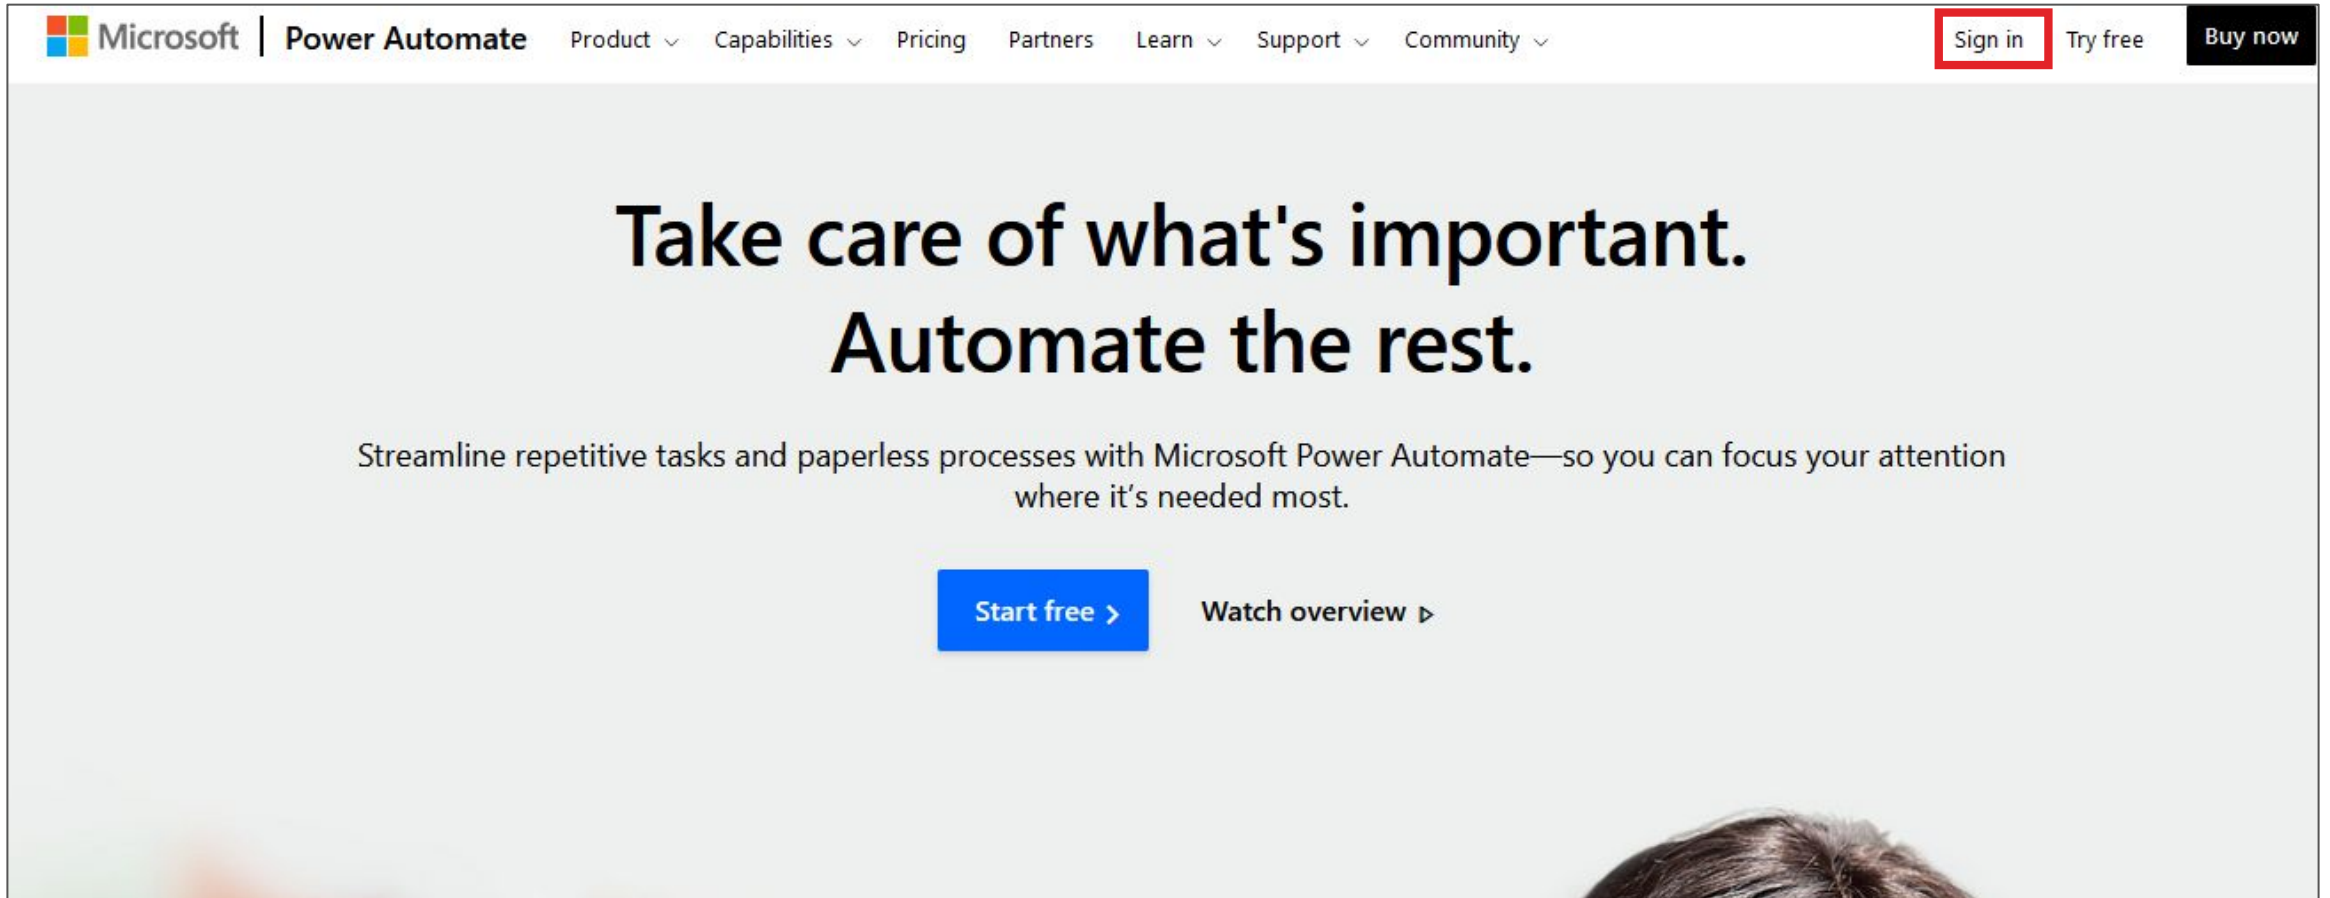 Microsoft | Power Automate Product Capabilities Pricing Partners Learn Support Community Sign in Try free Buy now
Take care of what's important.
Automate the rest.
Streamline repetitive tasks and paperless processes with Microsoft Power Automate—so you can focus your attention
where it’s needed most.
Start free Watch overview